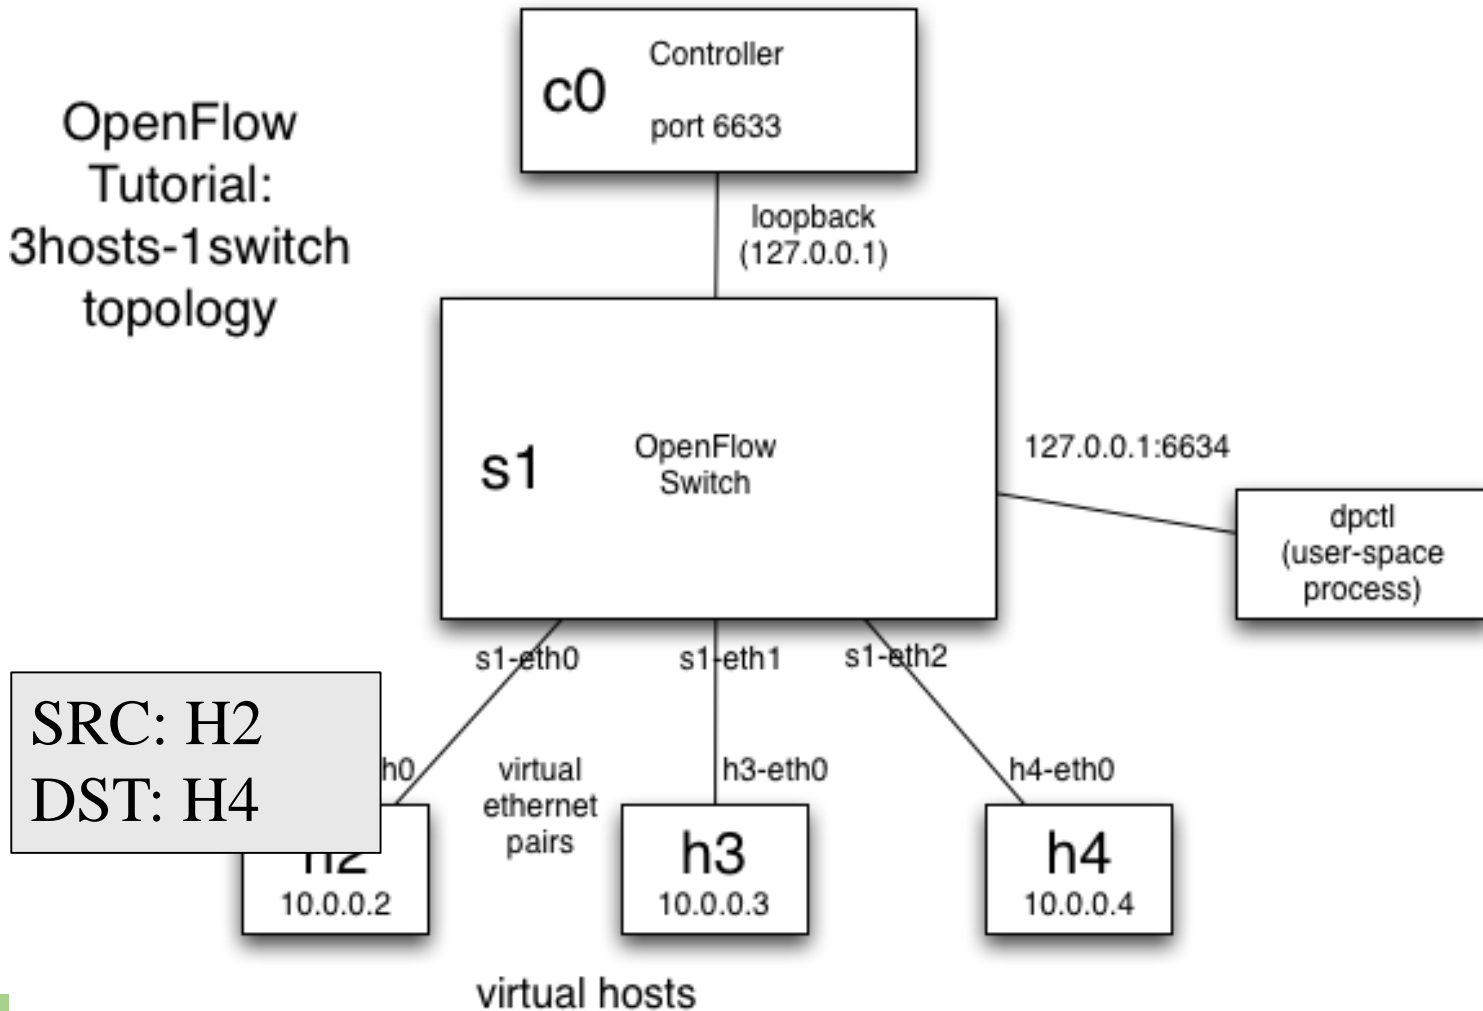 c0
Controller
port 6633
OpenFlow
Tutorial:
3hosts-1switch
topology
loopback
(127.0.0.1)
s1
OpenFlow
Switch
127.0.0.1:6634
dpctl
(user-space
process)
s1-eth0
s1-eth1
s1-eth2
SRC: H2
DST: H4
h0
virtual
ethernet
pairs
h3-eth0
h4-eth0
h2
10.0.0.2
h3
10.0.0.3
h4
10.0.0.4
virtual hosts